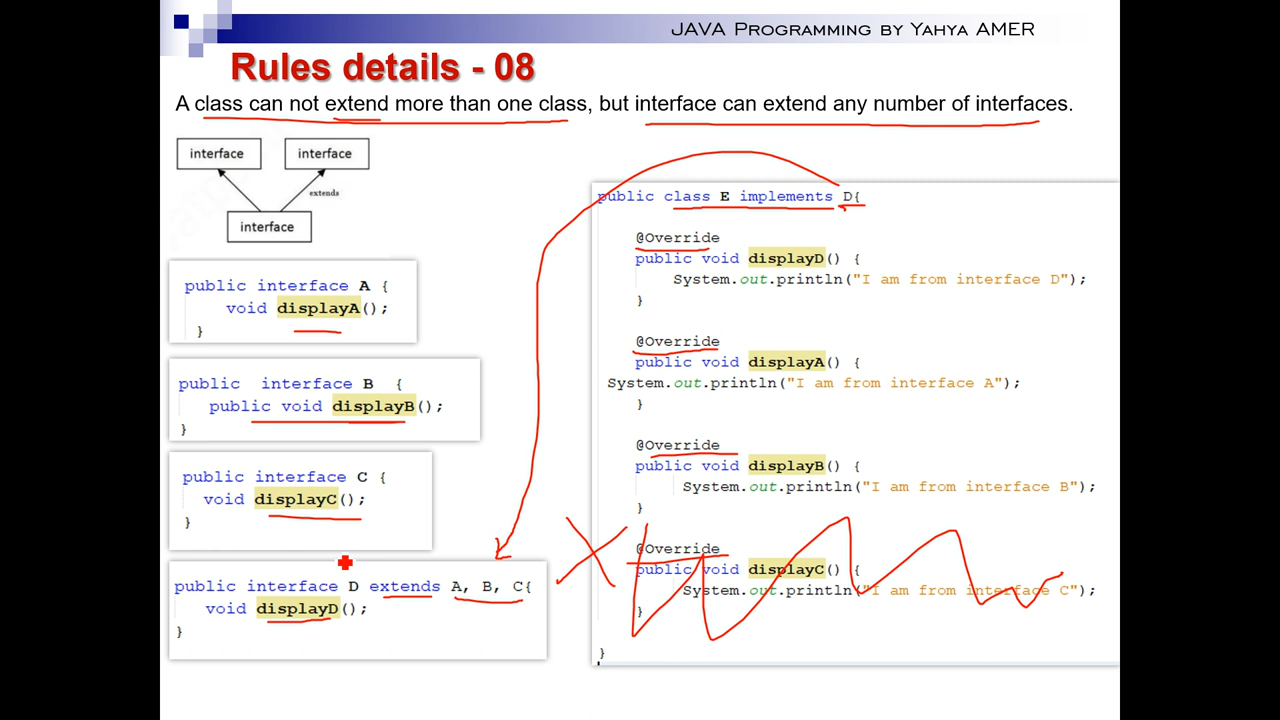 JAVA PROGRAMMING BY YAHYA AMER
Rules details - 08
A class can not extend more than one class, but interface can extend any number of interfaces.
interface
interface
extends
interface
public interface A {
void displayA();
}
public interface B {
public void displayB();
}
public interface C {
void displayC();
}
public interface D extends A, B, C{
void displayD();
}
public class E implements D{
@Override
public void displayD() {
System.out.println("I am from interface D");
}
@Override
public void displayA() {
System.out.println("I am from interface A");
}
@Override
public void displayB() {
System.out.println("I am from interface B");
}
@Override
public void displayC() {
System.out.println("I am from interface C");
}
}